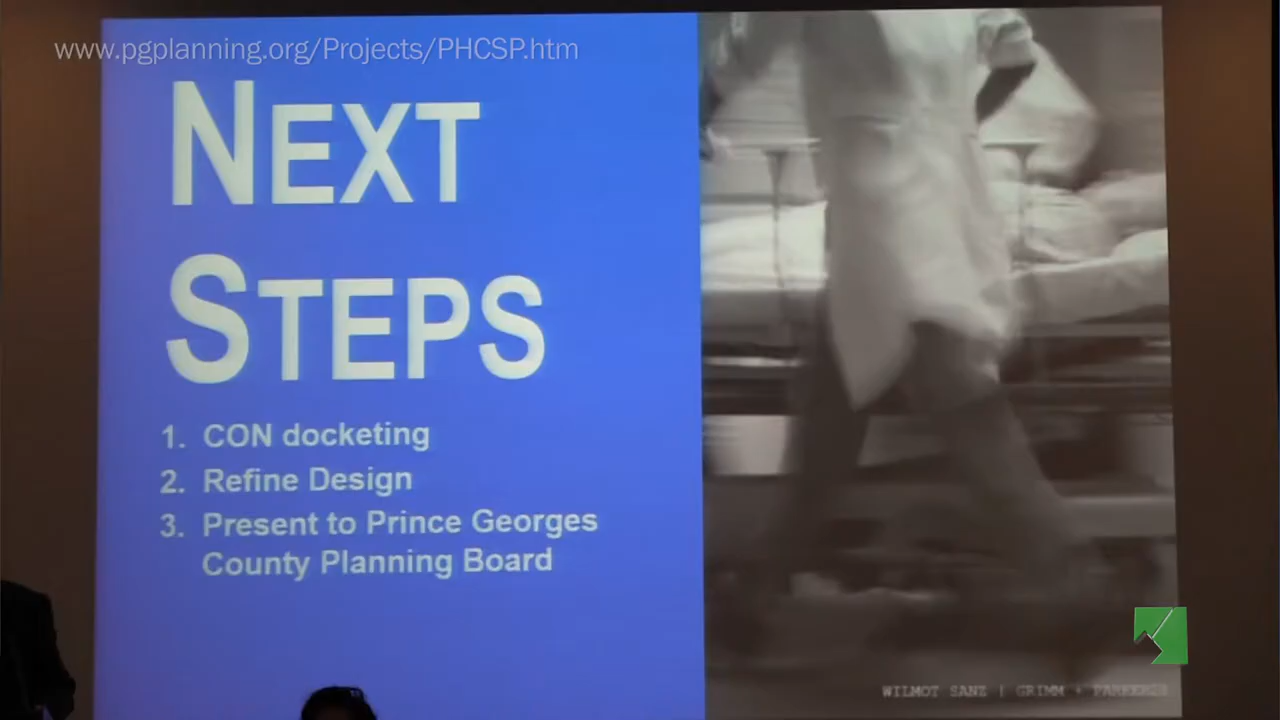 www.pgplanning.org/Projects/PHCSP.htm
NEXT
STEPS
1. CON docketing
2. Refine Design
3. Present to Prince Georges
County Planning Board
WILMOT SANZ | GRIMM + PARKER